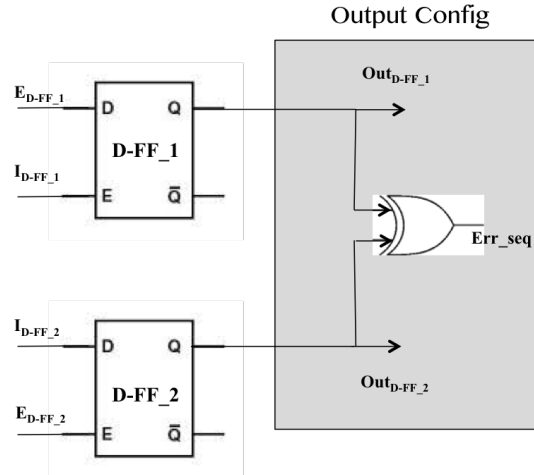 Output Config
E_D-FF_1
D Q
D-FF_1
I_D-FF_1
E Q̅
Out_D-FF_1
Err_seq
I_D-FF_2
D Q
D-FF_2
E_D-FF_2
E Q̅
Out_D-FF_2